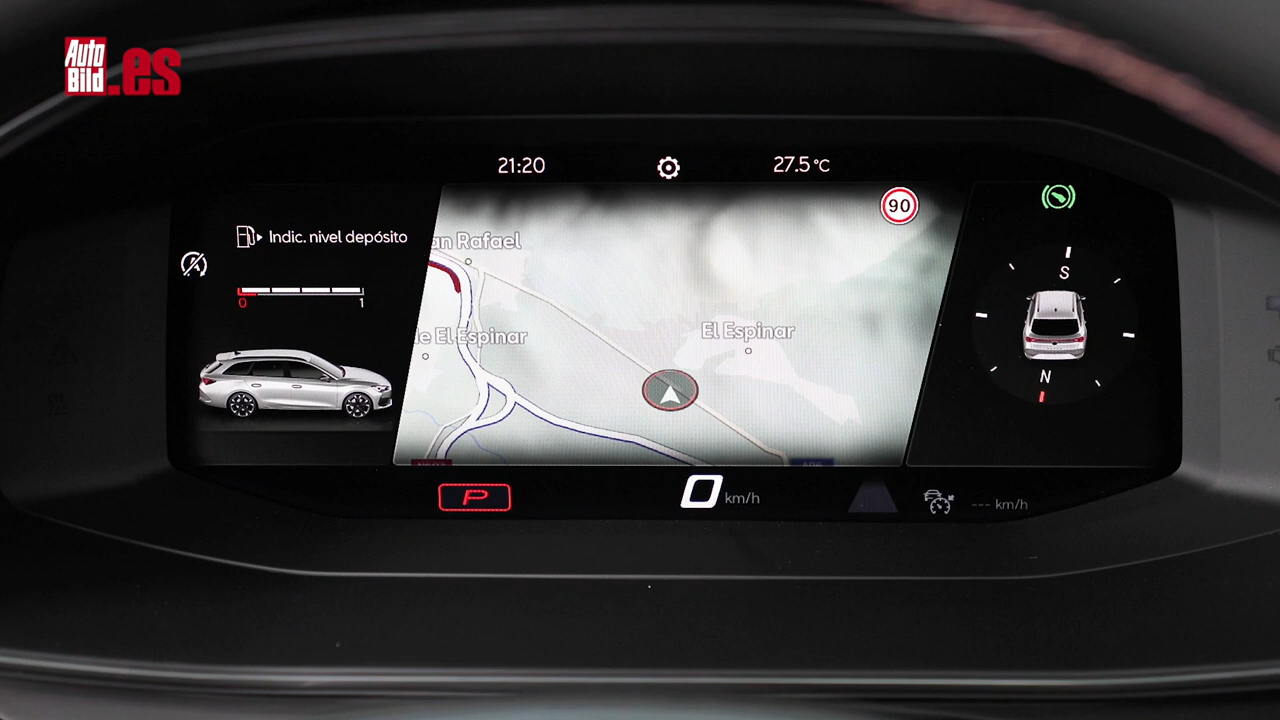 Auto
Bild.es
21:20
27.5 °C
90
Indic. nivel depósito
0
1
an Rafael
de El Espinar
El Espinar
S
N
P
0 km/h
--- km/h